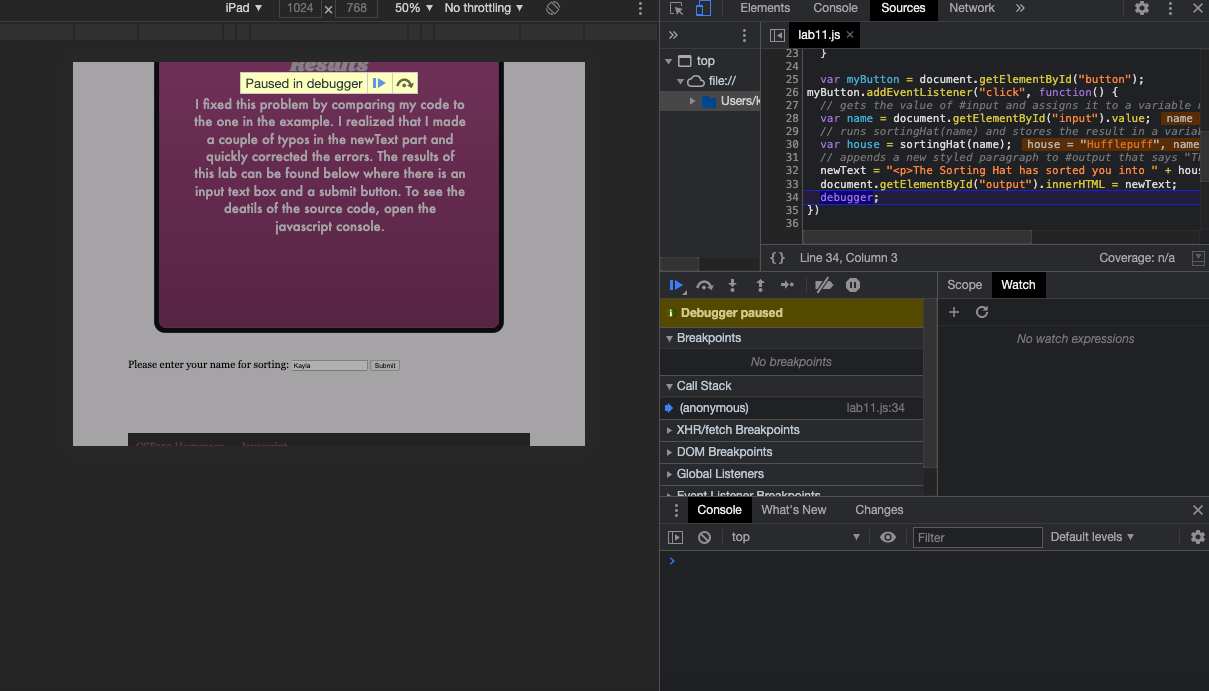 iPad ▼ 1024 × 768 50% ▼ No throttling ▼
Elements Console Sources Network »
» lab11.js ×
top
file://
Users/k
23 }
24
25 var myButton = document.getElementById("button");
26 myButton.addEventListener("click", function() {
27 // gets the value of #input and assigns it to a variable
28 var name = document.getElementById("input").value; name
29 // runs sortingHat(name) and stores the result in a varia
30 var house = sortingHat(name); house = "Hufflepuff", name
31 // appends a new styled paragraph to #output that says "Th
32 newText = "<p>The Sorting Hat has sorted you into " + hous
33 document.getElementById("output").innerHTML = newText;
34 debugger;
35 })
36
{} Line 34, Column 3 Coverage: n/a
Results
Paused in debugger
I fixed this problem by comparing my code to
the one in the example. I realized that I made
a couple of typos in the newText part and
quickly corrected the errors. The results of
this lab can be found below where there is an
input text box and a submit button. To see the
deatils of the source code, open the
javascript console.
Please enter your name for sorting: Kayla Submit
Scope Watch
Debugger paused
No watch expressions
Breakpoints
No breakpoints
Call Stack
(anonymous) lab11.js:34
XHR/fetch Breakpoints
DOM Breakpoints
Global Listeners
Event Listener Breakpoints
Console What's New Changes
top ▼ Filter Default levels ▼